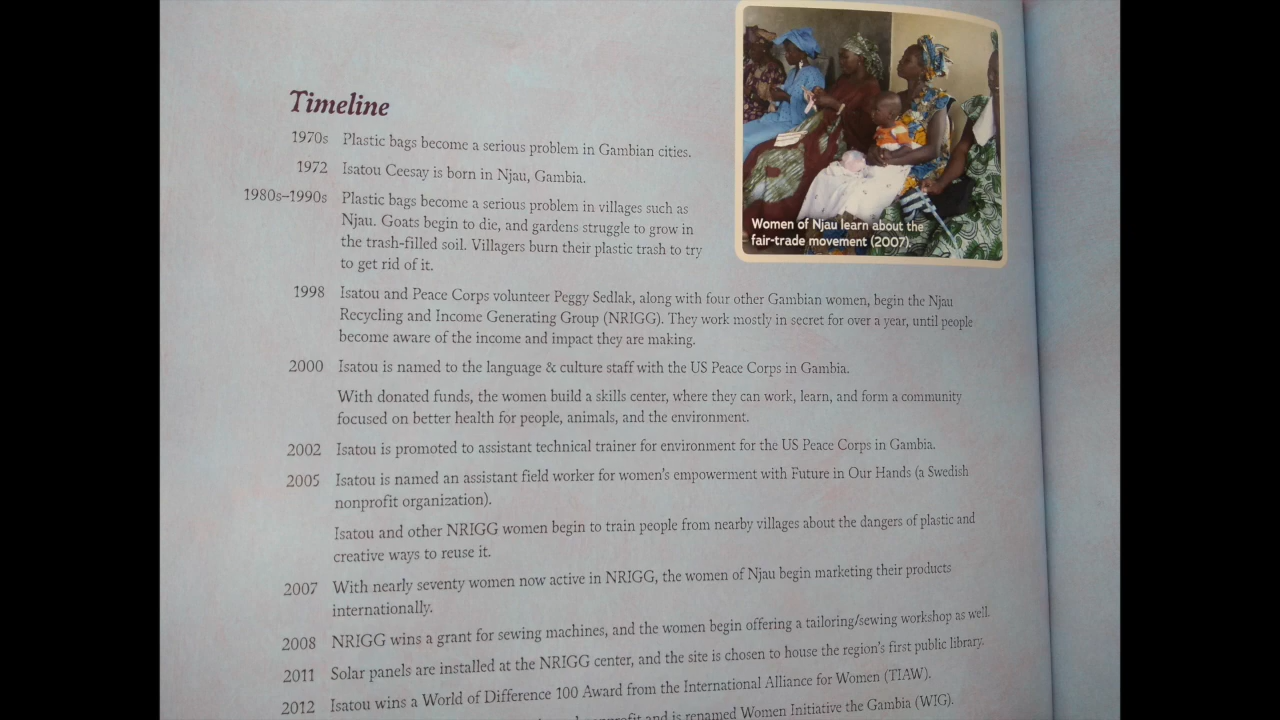 Timeline
1970s Plastic bags become a serious problem in Gambian cities.
1972 Isatou Ceesay is born in Njau, Gambia.
1980s–1990s Plastic bags become a serious problem in villages such as
Njau. Goats begin to die, and gardens struggle to grow in
the trash-filled soil. Villagers burn their plastic trash to try
to get rid of it.
Women of Njau learn about the
fair-trade movement (2007).
1998 Isatou and Peace Corps volunteer Peggy Sedlak, along with four other Gambian women, begin the Njau
Recycling and Income Generating Group (NRIGG). They work mostly in secret for over a year, until people
become aware of the income and impact they are making.
2000 Isatou is named to the language & culture staff with the US Peace Corps in Gambia.
With donated funds, the women build a skills center, where they can work, learn, and form a community
focused on better health for people, animals, and the environment.
2002 Isatou is promoted to assistant technical trainer for environment for the US Peace Corps in Gambia.
2005 Isatou is named an assistant field worker for women's empowerment with Future in Our Hands (a Swedish
nonprofit organization).
Isatou and other NRIGG women begin to train people from nearby villages about the dangers of plastic and
creative ways to reuse it.
2007 With nearly seventy women now active in NRIGG, the women of Njau begin marketing their products
internationally.
2008 NRIGG wins a grant for sewing machines, and the women begin offering a tailoring/sewing workshop as well.
2011 Solar panels are installed at the NRIGG center, and the site is chosen to house the region's first public library.
2012 Isatou wins a World of Difference 100 Award from the International Alliance for Women (TIAW).
nonprofit and is renamed Women Initiative the Gambia (WIG).